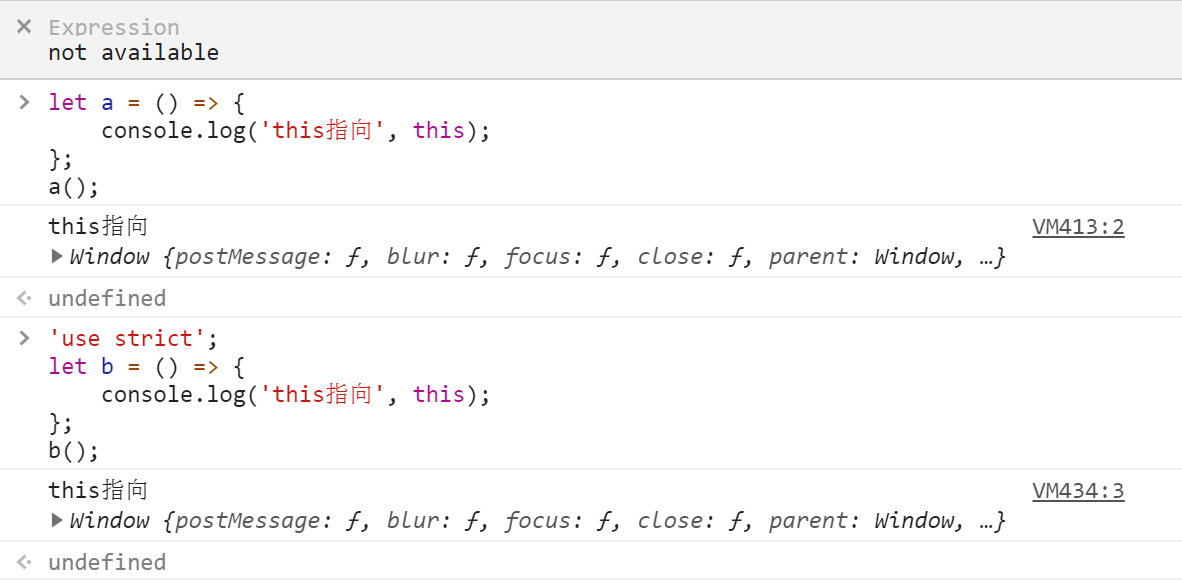 × Expression
not available
> let a = () => {
console.log('this指向', this);
};
a();
this指向 VM413:2
▶Window {postMessage: ƒ, blur: ƒ, focus: ƒ, close: ƒ, parent: Window, …}
undefined
> 'use strict';
let b = () => {
console.log('this指向', this);
};
b();
this指向 VM434:3
▶Window {postMessage: ƒ, blur: ƒ, focus: ƒ, close: ƒ, parent: Window, …}
undefined